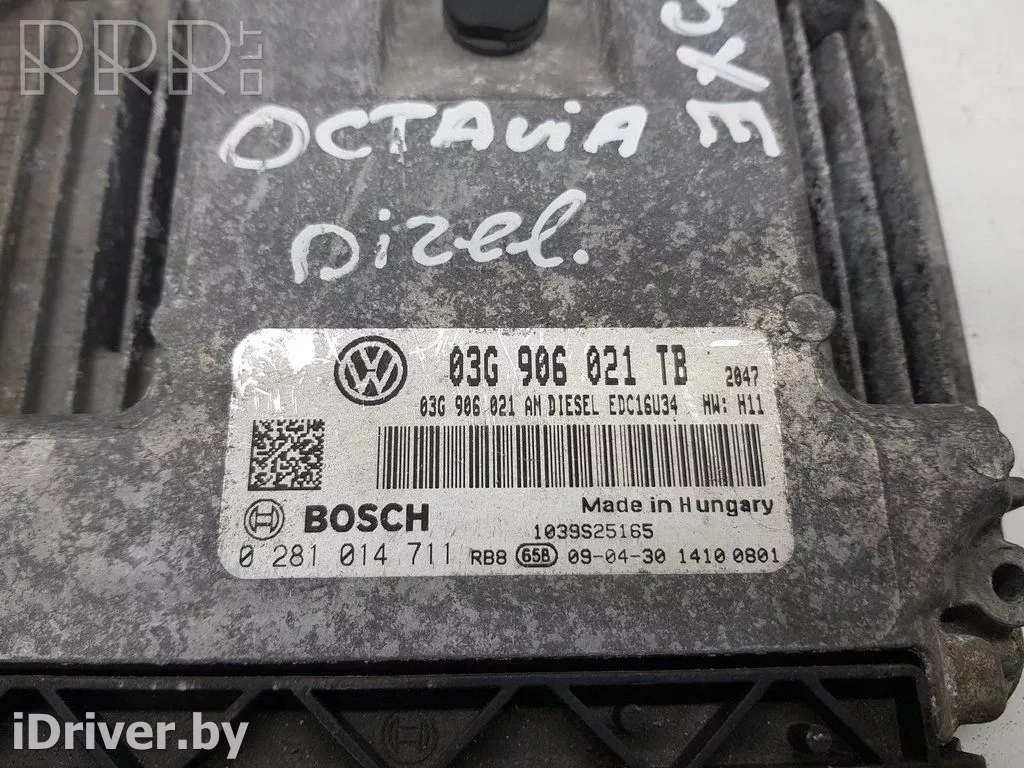 RRR.LT
OCTAViA
Dizel.
03G 906 021 TB 2047
03G 906 021 AM DIESEL EDC16U34 HW: H11
BOSCH
Made in Hungary
1039S25165
0 281 014 711 RB8 65B 09-04-30 1410 0801
iDriver.by